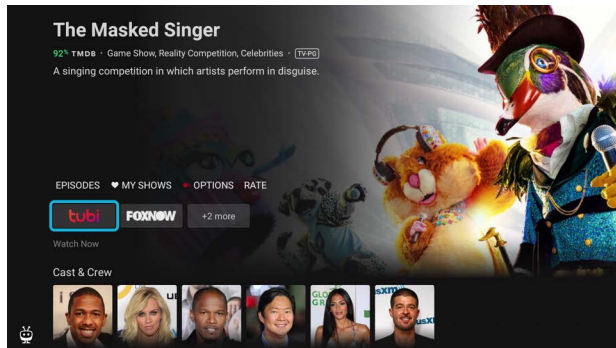 The Masked Singer
92% TMDB · Game Show, Reality Competition, Celebrities · TV-PG
A singing competition in which artists perform in disguise.
EPISODES ♥ MY SHOWS OPTIONS RATE
tubi FOXNOW +2 more
Watch Now
Cast & Crew